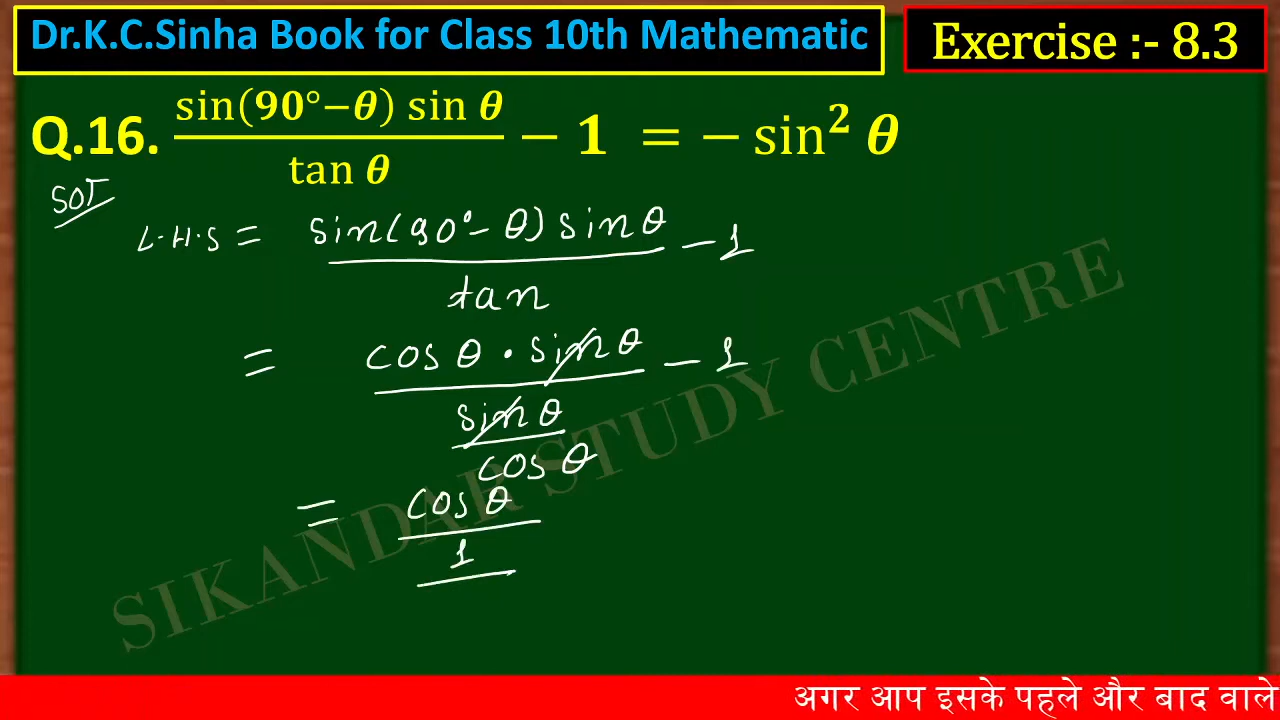 Dr.K.C.Sinha Book for Class 10th Mathematic
Exercise :- 8.3
Q.16. sin(90°−θ) sin θ / tan θ − 1 = − sin² θ
Sol
L.H.S = sin(90°− θ) sinθ / tan − 1
= cos θ · sinθ / (sinθ / cos θ) − 1
= cos θ / (1 /
SIKANDAR STUDY CENTRE
अगर आप इसके पहले और बाद वाले